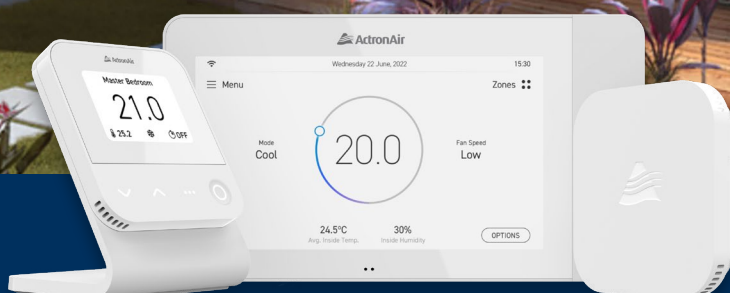 ActronAir
Master Bedroom
21.0
25.2 OFF
ActronAir
Wednesday 22 June, 2022 15:30
Menu Zones
Mode
Cool
20.0
Fan Speed
Low
24.5°C
Avg. Inside Temp.
30%
Inside Humidity
OPTIONS